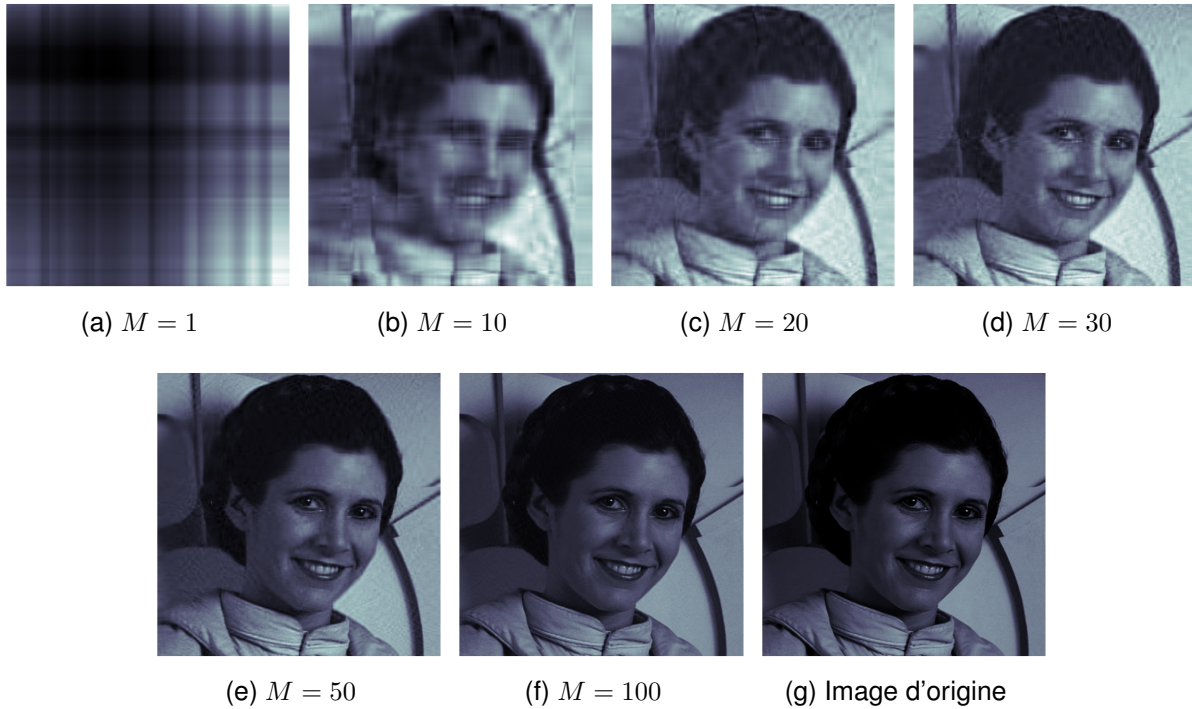 (a) M = 1
(b) M = 10
(c) M = 20
(d) M = 30
(e) M = 50
(f) M = 100
(g) Image d'origine